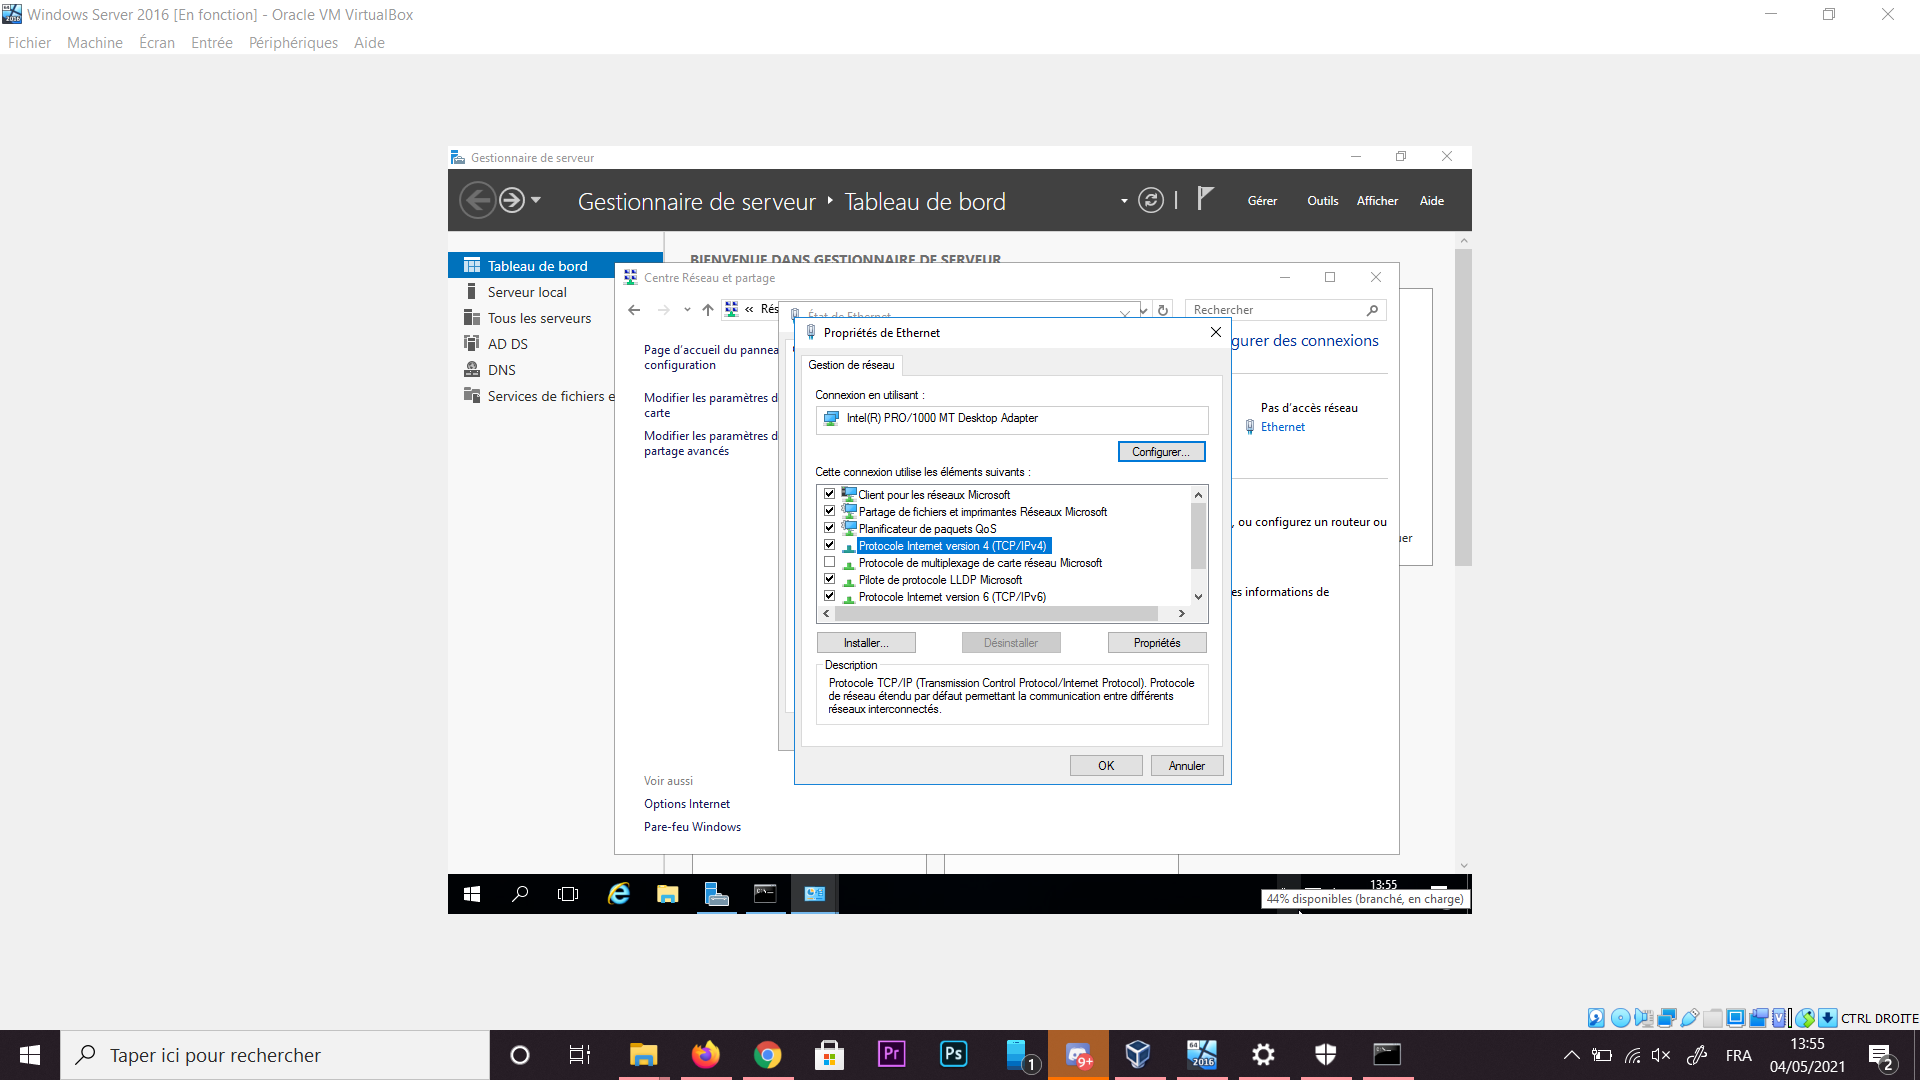 Windows Server 2016 [En fonction] - Oracle VM VirtualBox
Fichier Machine Écran Entrée Périphériques Aide
Gestionnaire de serveur
Gestionnaire de serveur ‣ Tableau de bord
Gérer Outils Afficher Aide
BIENVENUE DANS GESTIONNAIRE DE SERVEUR
Tableau de bord
Serveur local
Tous les serveurs
AD DS
DNS
Services de fichiers e
Centre Réseau et partage
« Rés
Rechercher
Page d'accueil du pannea
configuration
Modifier les paramètres d
carte
Modifier les paramètres d
partage avancés
Voir aussi
Options Internet
Pare-feu Windows
État de Ethernet
Propriétés de Ethernet
Gestion de réseau
Connexion en utilisant :
Intel(R) PRO/1000 MT Desktop Adapter
Configurer...
Cette connexion utilise les éléments suivants :
Client pour les réseaux Microsoft
Partage de fichiers et imprimantes Réseaux Microsoft
Planificateur de paquets QoS
Protocole Internet version 4 (TCP/IPv4)
Protocole de multiplexage de carte réseau Microsoft
Pilote de protocole LLDP Microsoft
Protocole Internet version 6 (TCP/IPv6)
Installer... Désinstaller Propriétés
Description
Protocole TCP/IP (Transmission Control Protocol/Internet Protocol). Protocole
de réseau étendu par défaut permettant la communication entre différents
réseaux interconnectés.
OK Annuler
gurer des connexions
Pas d'accès réseau
Ethernet
, ou configurez un routeur ou
uer
es informations de
13:55
44% disponibles (branché, en charge)
CTRL DROITE
Taper ici pour rechercher
Pr
Ps
1
9+
64
2016
FRA
13:55
04/05/2021
2